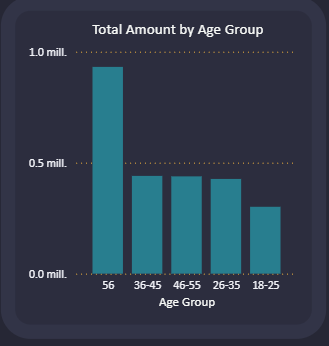 Total Amount by Age Group
1.0 mill.
0.5 mill.
0.0 mill.
56 36-45 46-55 26-35 18-25
Age Group